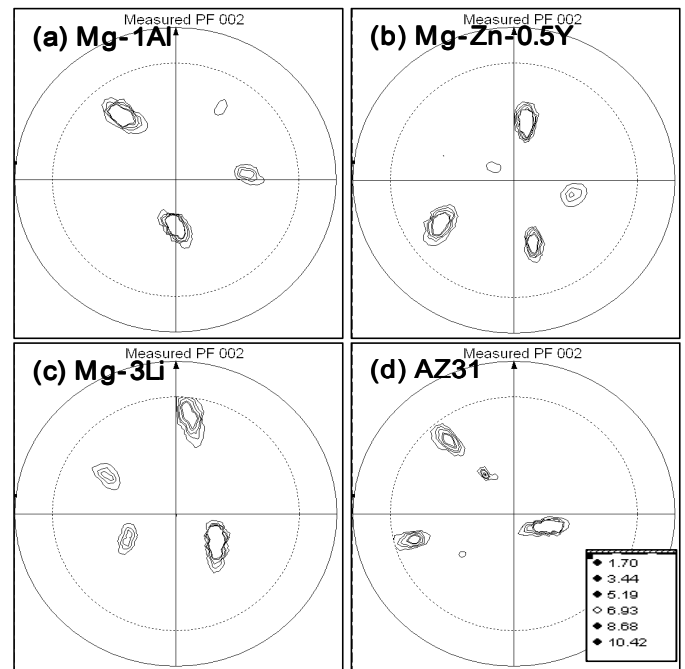 Measured PF 002
(a) Mg-1Al
Measured PF 002
(b) Mg-Zn-0.5Y
Measured PF 002
(c) Mg-3Li
Measured PF 002
(d) AZ31
1.70
3.44
5.19
6.93
8.68
10.42